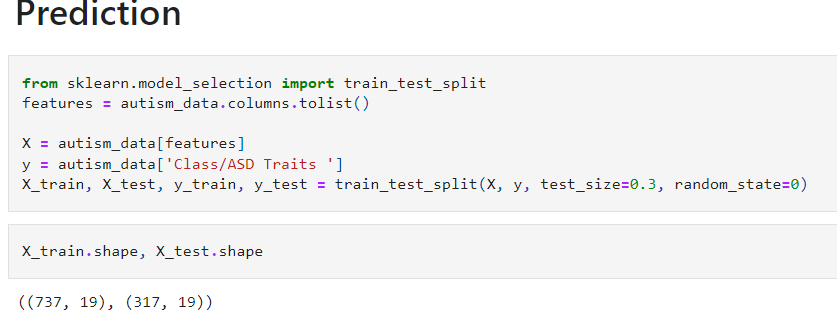 Prediction
from sklearn.model_selection import train_test_split
features = autism_data.columns.tolist()
X = autism_data[features]
y = autism_data['Class/ASD Traits ']
X_train, X_test, y_train, y_test = train_test_split(X, y, test_size=0.3, random_state=0)
X_train.shape, X_test.shape
((737, 19), (317, 19))